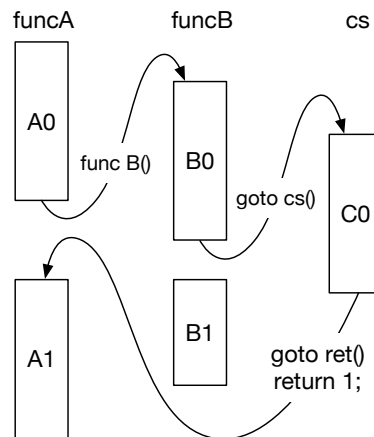 funcA
funcB
cs
A0
func B()
B0
goto cs()
C0
A1
B1
goto ret()
return 1;